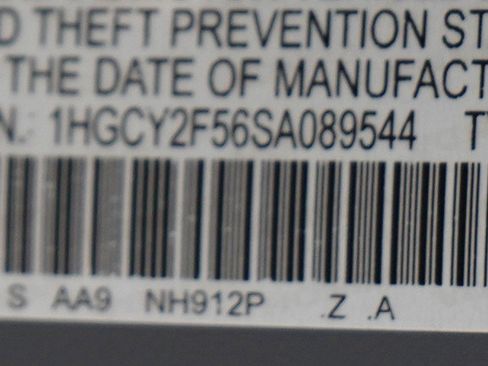 D THEFT PREVENTION ST
THE DATE OF MANUFACT
N.: 1HGCY2F56SA089544 T
S AA9 NH912P .Z .A